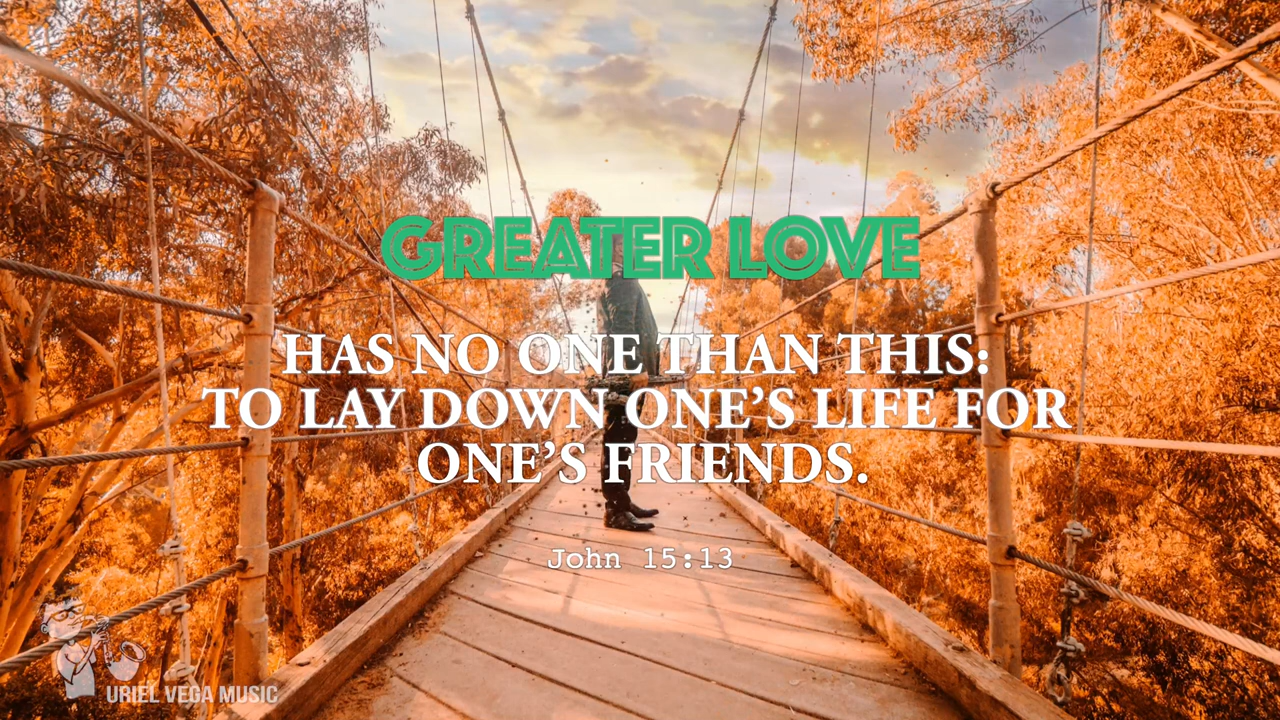 GREATER LOVE
HAS NO ONE THAN THIS:
TO LAY DOWN ONE’S LIFE FOR
ONE’S FRIENDS.
John 15:13
URIEL VEGA MUSIC